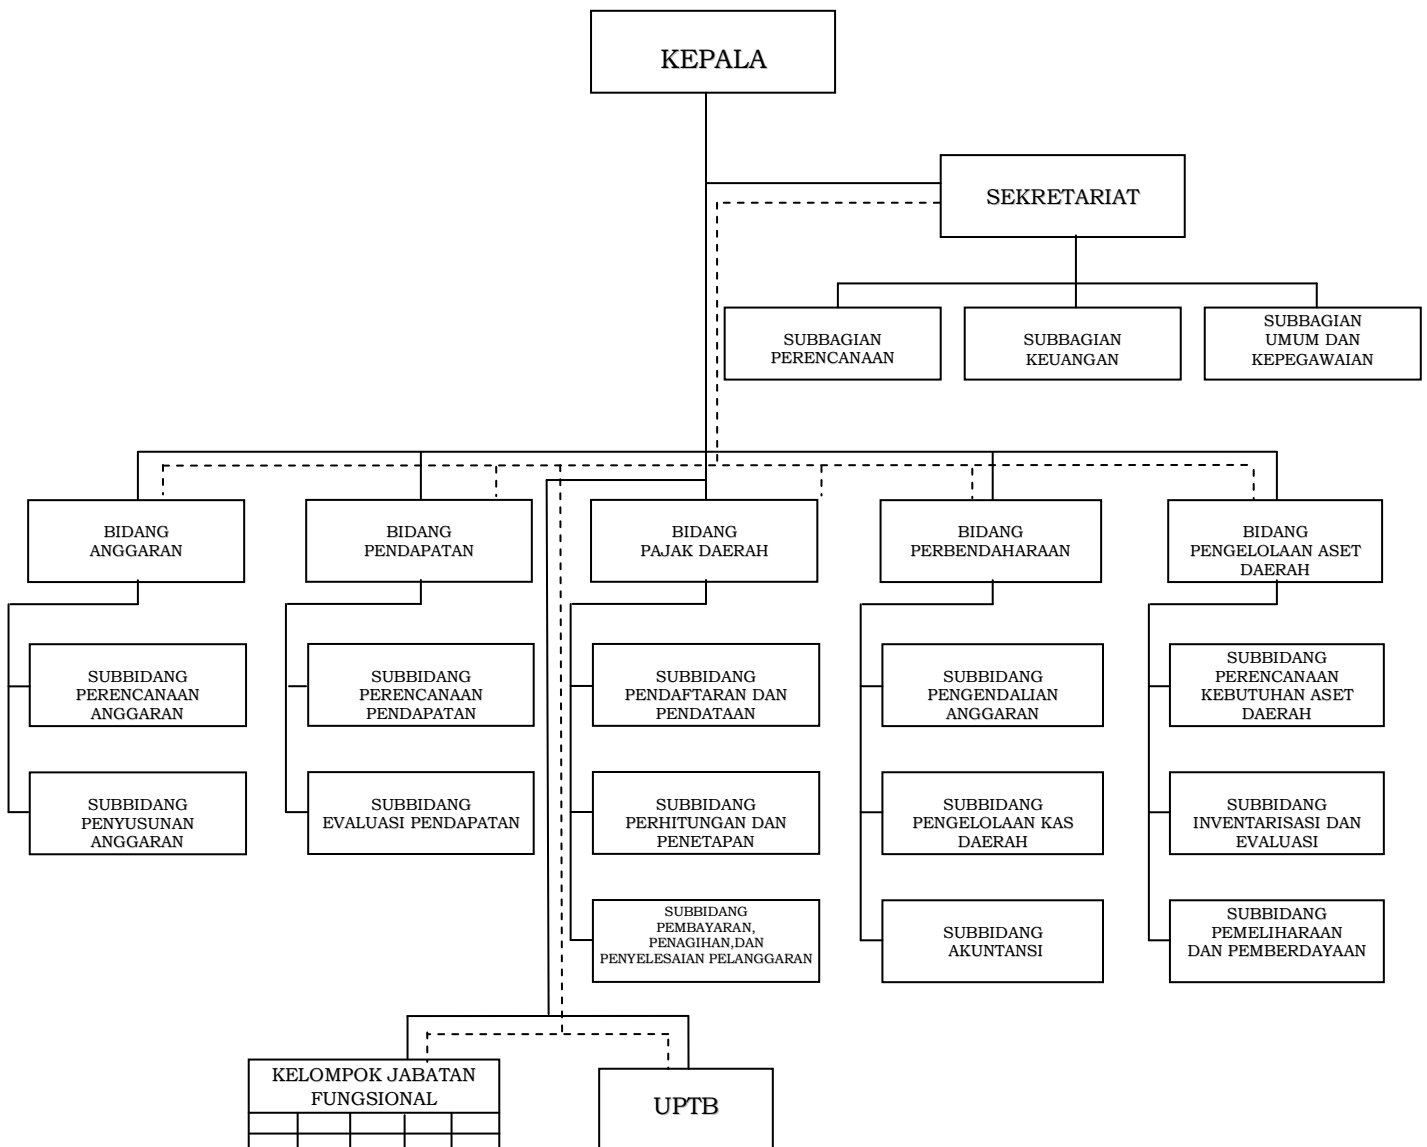 KEPALA
SEKRETARIAT
SUBBAGIAN
PERENCANAAN
SUBBAGIAN
KEUANGAN
SUBBAGIAN
UMUM DAN
KEPEGAWAIAN
BIDANG
ANGGARAN
BIDANG
PENDAPATAN
BIDANG
PAJAK DAERAH
BIDANG
PERBENDAHARAAN
BIDANG
PENGELOLAAN ASET
DAERAH
SUBBIDANG
PERENCANAAN
ANGGARAN
SUBBIDANG
PERENCANAAN
PENDAPATAN
SUBBIDANG
PENDAFTARAN DAN
PENDATAAN
SUBBIDANG
PENGENDALIAN
ANGGARAN
SUBBIDANG
PERENCANAAN
KEBUTUHAN ASET
DAERAH
SUBBIDANG
PENYUSUNAN
ANGGARAN
SUBBIDANG
EVALUASI PENDAPATAN
SUBBIDANG
PERHITUNGAN DAN
PENETAPAN
SUBBIDANG
PENGELOLAAN KAS
DAERAH
SUBBIDANG
INVENTARISASI DAN
EVALUASI
SUBBIDANG
PEMBAYARAN,
PENAGIHAN,DAN
PENYELESAIAN PELANGGARAN
SUBBIDANG
AKUNTANSI
SUBBIDANG
PEMELIHARAAN
DAN PEMBERDAYAAN
KELOMPOK JABATAN
FUNGSIONAL
UPTB